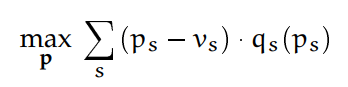 max_p ∑_s (p_s − v_s) · q_s(p_s)